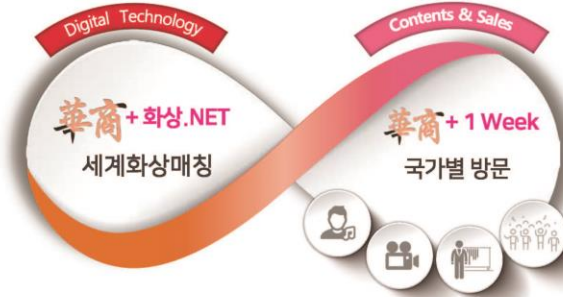 Digital Technology
華商+화상.NET
세계화상매칭
Contents & Sales
華商+1 Week
국가별 방문